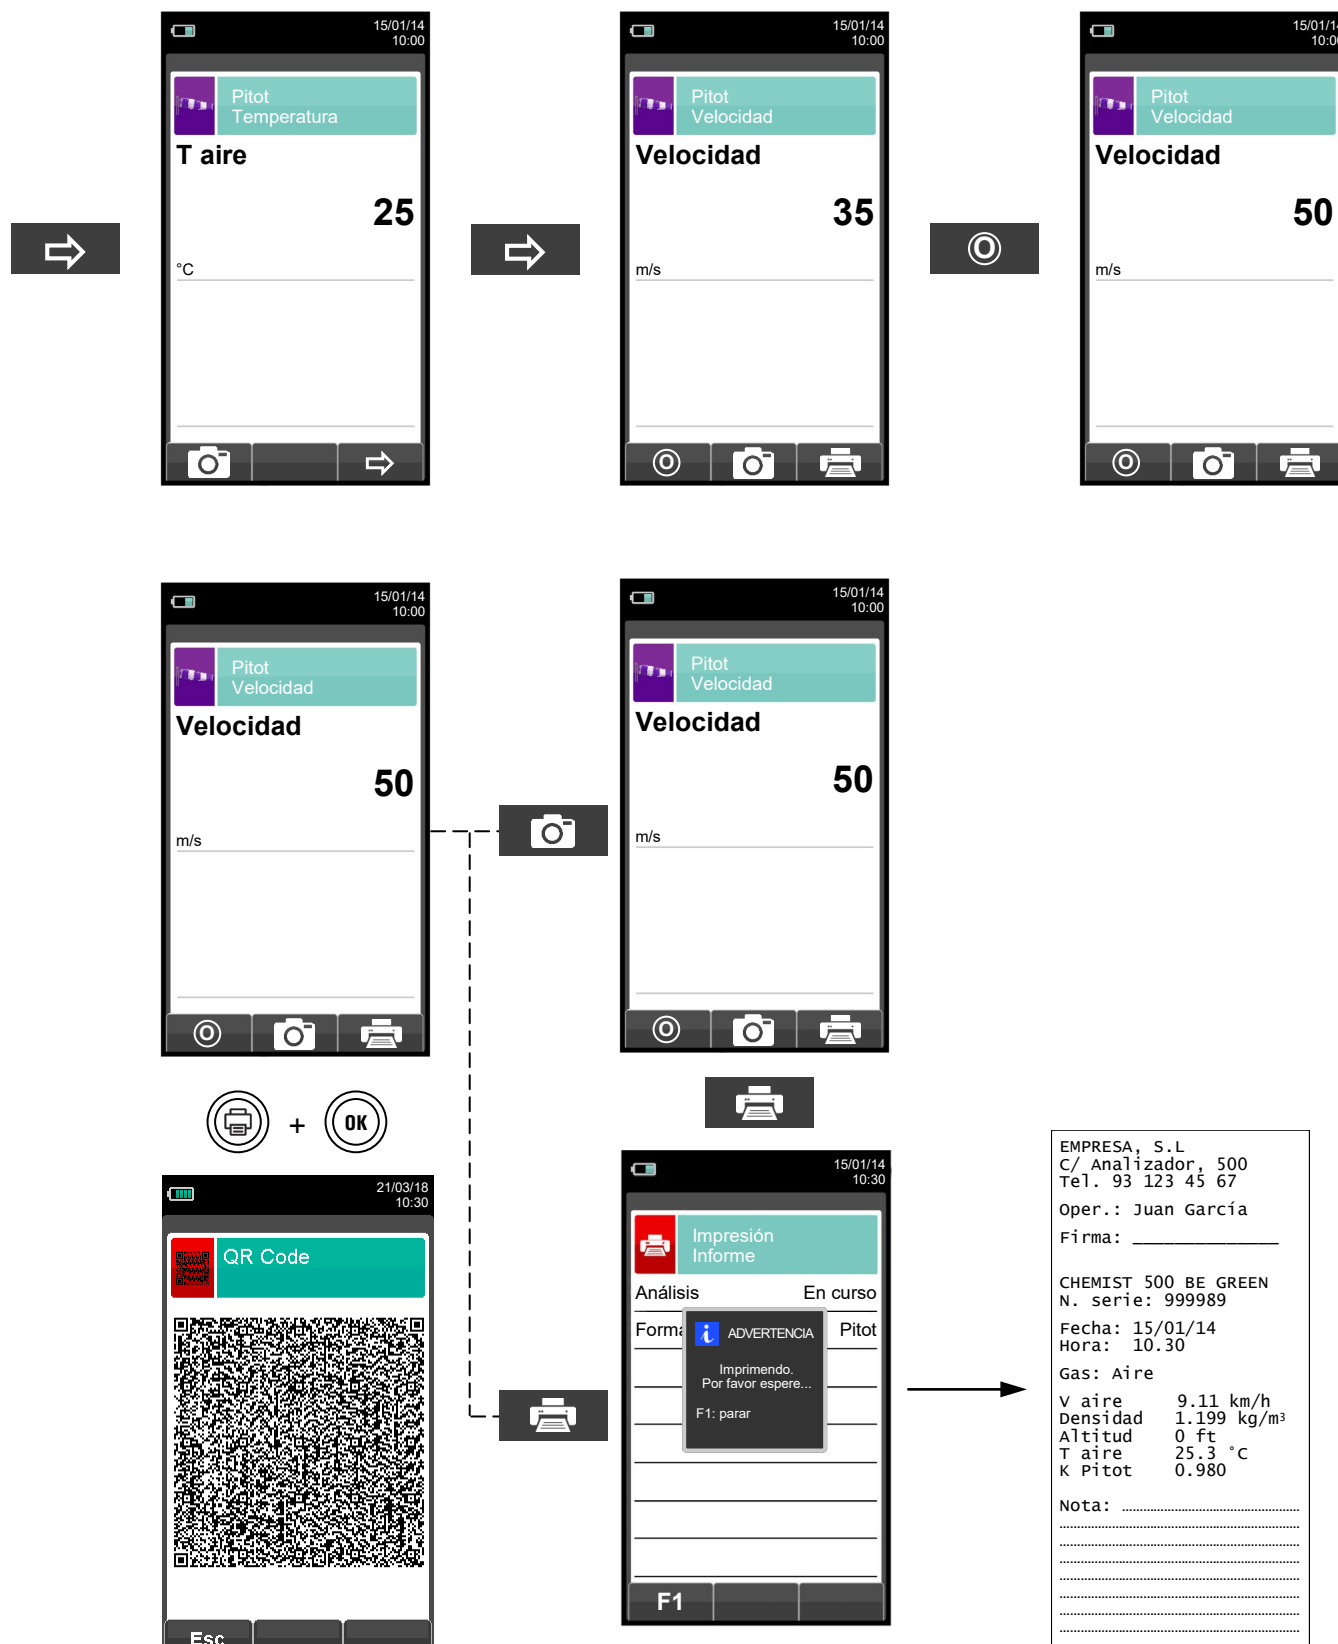 15/01/14
10:00
Pitot
Temperatura
T aire
25
°C
15/01/14
10:00
Pitot
Velocidad
Velocidad
35
m/s
O
O
15/01/14
10:00
Pitot
Velocidad
Velocidad
50
m/s
O
15/01/14
10:00
Pitot
Velocidad
Velocidad
50
m/s
O
15/01/14
10:00
Pitot
Velocidad
Velocidad
50
m/s
O
+ OK
21/03/18
10:30
QR Code
Esc
15/01/14
10:30
Impresión
Informe
Análisis En curso
Forma Pitot
i ADVERTENCIA
Imprimendo.
Por favor espere...
F1: parar
F1
EMPRESA, S.L
C/ Analizador, 500
Tel. 93 123 45 67
Oper.: Juan García
Firma: ______________
CHEMIST 500 BE GREEN
N. serie: 999989
Fecha: 15/01/14
Hora: 10.30
Gas: Aire
V aire 9.11 km/h
Densidad 1.199 kg/m³
Altitud 0 ft
T aire 25.3 °C
K Pitot 0.980
Nota: ................................